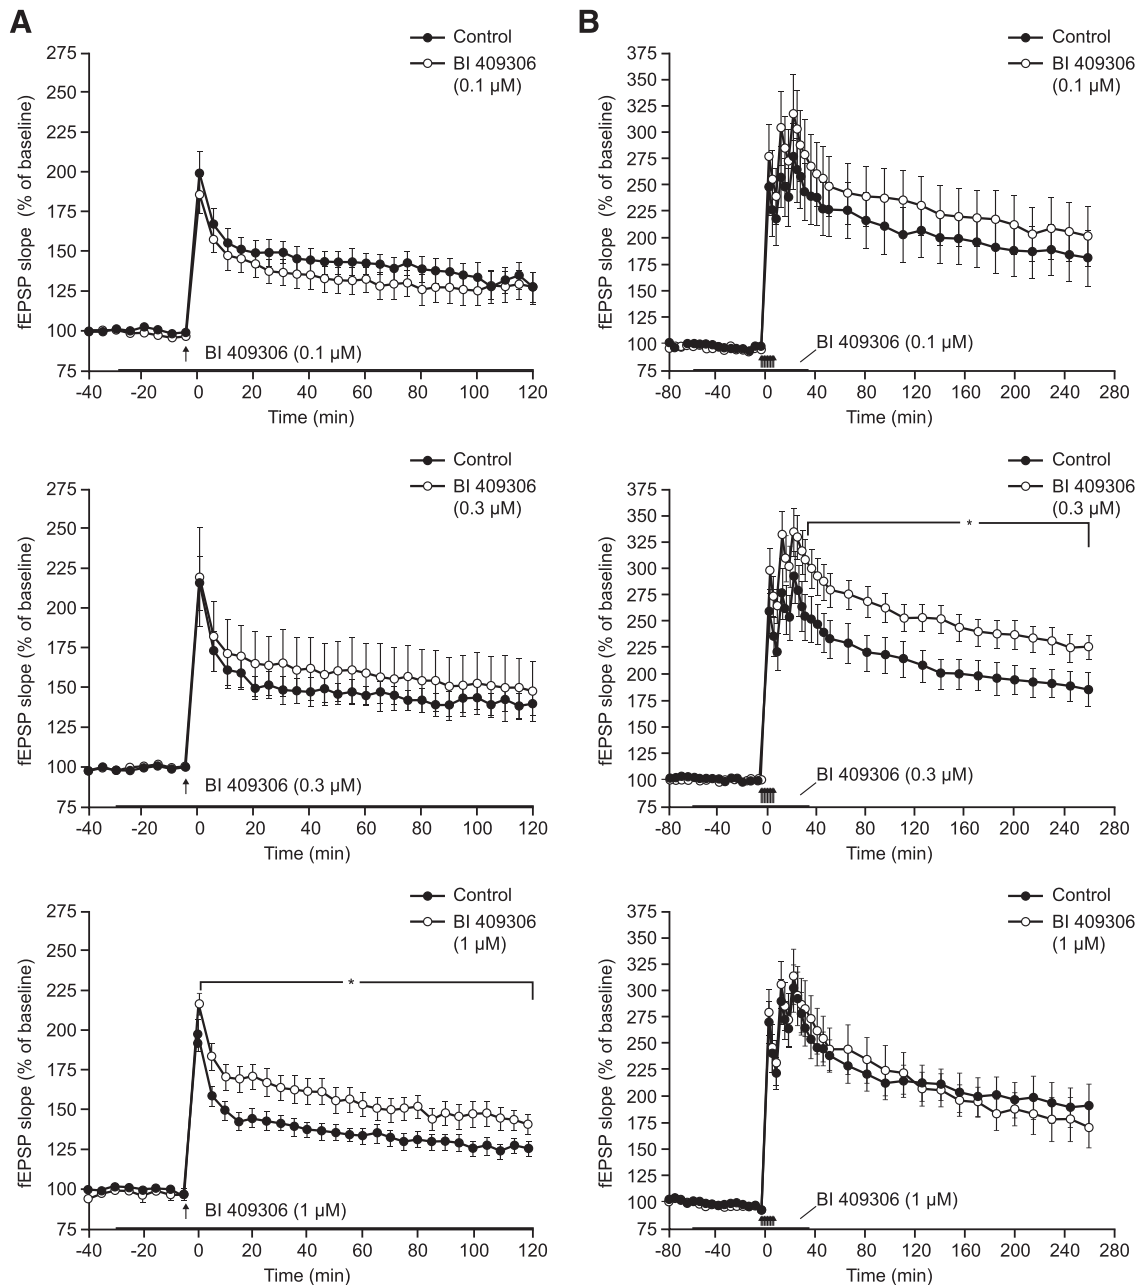 A
Control
BI 409306
(0.1 µM)
fEPSP slope (% of baseline)
275
250
225
200
175
150
125
100
75
BI 409306 (0.1 µM)
-40 -20 0 20 40 60 80 100 120
Time (min)
B
Control
BI 409306
(0.1 µM)
fEPSP slope (% of baseline)
375
350
325
300
275
250
225
200
175
150
125
100
75
BI 409306 (0.1 µM)
-80 -40 0 40 80 120 160 200 240 280
Time (min)
Control
BI 409306
(0.3 µM)
fEPSP slope (% of baseline)
275
250
225
200
175
150
125
100
75
BI 409306 (0.3 µM)
-40 -20 0 20 40 60 80 100 120
Time (min)
Control
BI 409306
(0.3 µM)
fEPSP slope (% of baseline)
375
350
325
300
275
250
225
200
175
150
125
100
75
*
BI 409306 (0.3 µM)
-80 -40 0 40 80 120 160 200 240 280
Time (min)
Control
BI 409306
(1 µM)
fEPSP slope (% of baseline)
275
250
225
200
175
150
125
100
75
*
BI 409306 (1 µM)
-40 -20 0 20 40 60 80 100 120
Time (min)
Control
BI 409306
(1 µM)
fEPSP slope (% of baseline)
375
350
325
300
275
250
225
200
175
150
125
100
75
BI 409306 (1 µM)
-80 -40 0 40 80 120 160 200 240 280
Time (min)